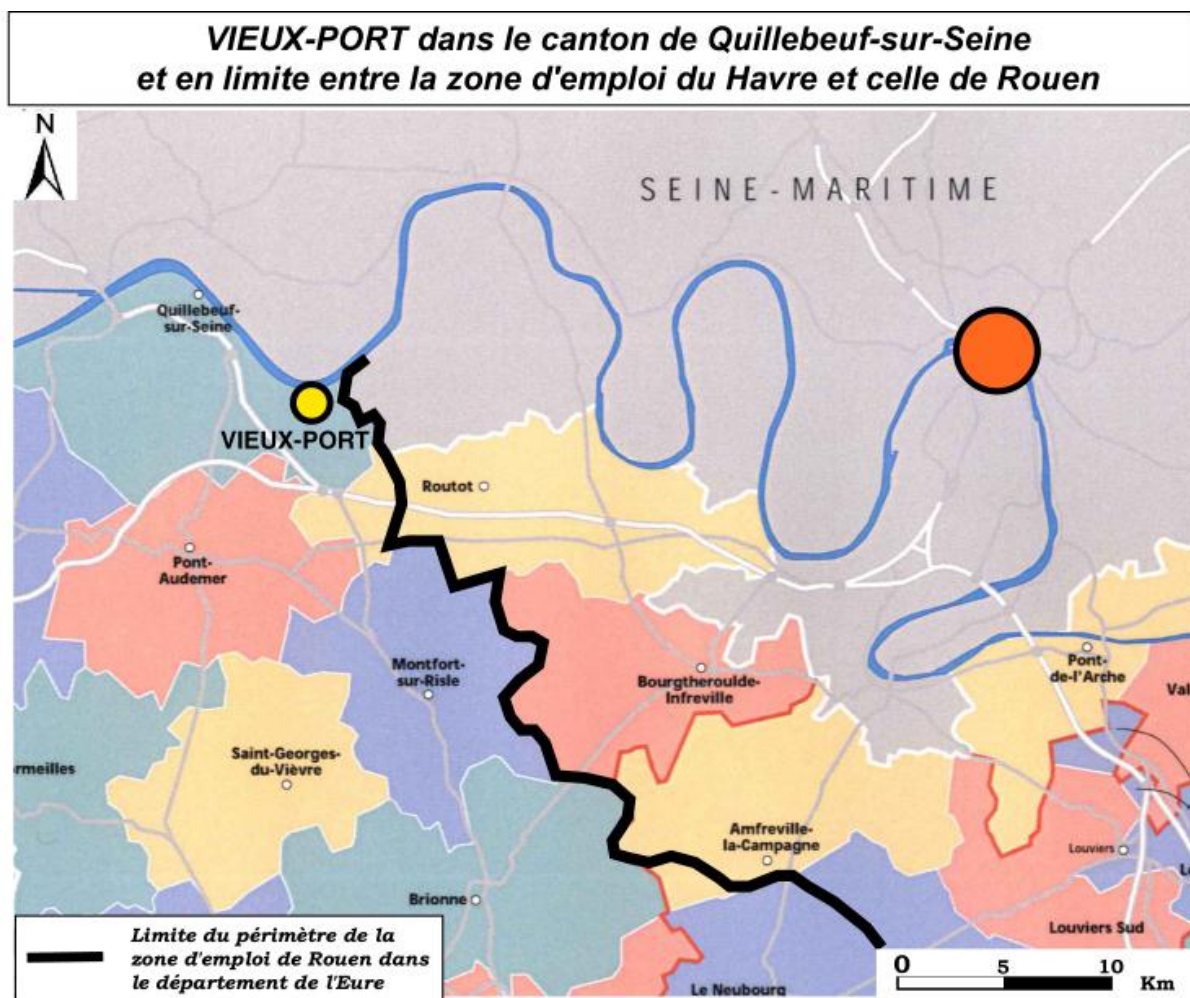 VIEUX-PORT dans le canton de Quillebeuf-sur-Seine
et en limite entre la zone d'emploi du Havre et celle de Rouen
N
SEINE-MARITIME
Quillebeuf-
sur-Seine
VIEUX-PORT
Routot
Pont-
Audemer
Montfort-
sur-Risle
Bourgtheroulde-
Infreville
Pont-
de-l'Arche
Val
Saint-Georges-
du-Vièvre
ormeilles
Amfreville-
la-Campagne
Louviers
Lo
Brionne
Louviers Sud
Le Neubourg
Limite du périmètre de la
zone d'emploi de Rouen dans
le département de l'Eure
0 5 10
Km